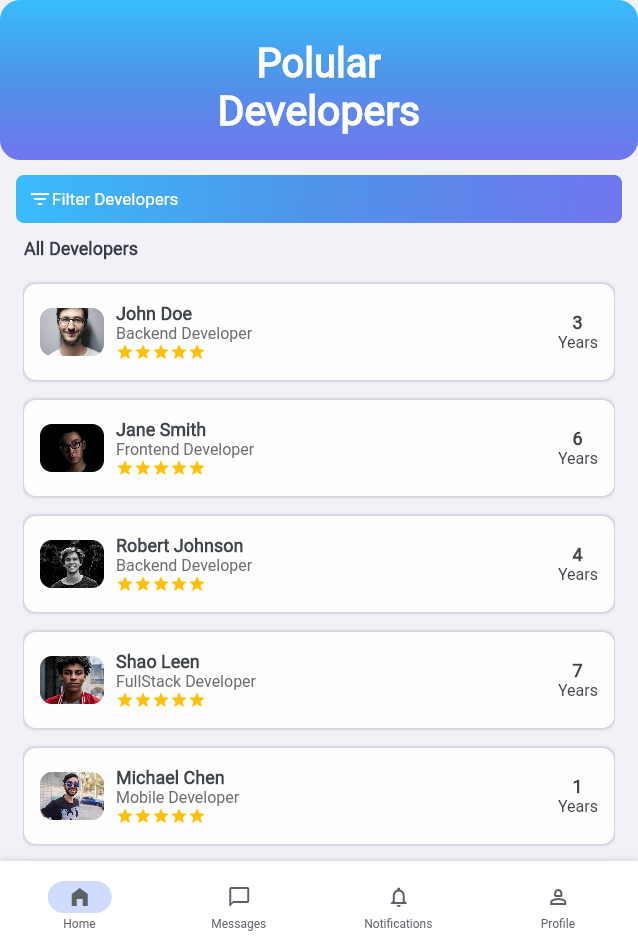 Polular
Developers
Filter Developers
All Developers
John Doe
Backend Developer
3
Years
Jane Smith
Frontend Developer
6
Years
Robert Johnson
Backend Developer
4
Years
Shao Leen
FullStack Developer
7
Years
Michael Chen
Mobile Developer
1
Years
Home
Messages
Notifications
Profile